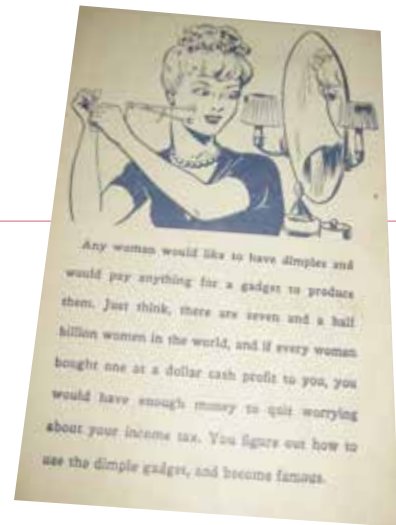 Any woman would like to have dimples and
would pay anything for a gadget to produce
them. Just think, there are seven and a half
billion women in the world, and if every woman
bought one at a dollar cash profit to you, you
would have enough money to quit worrying
about your income tax. You figure out how to
use the dimple gadget, and become famous.